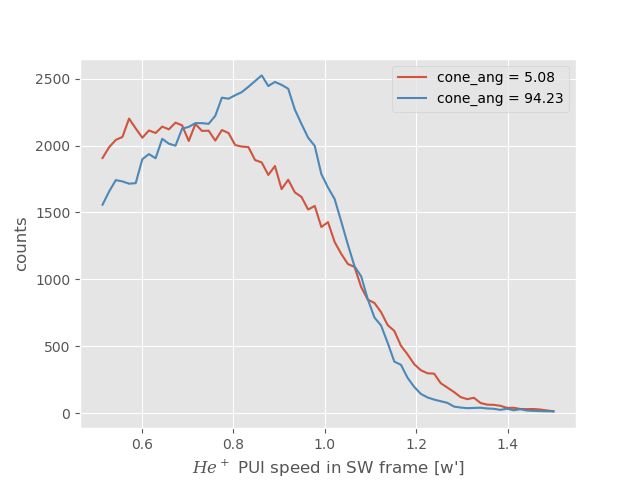 cone_ang = 5.08
cone_ang = 94.23
counts
2500
2000
1500
1000
500
0
0.6 0.8 1.0 1.2 1.4
He⁺ PUI speed in SW frame [w']